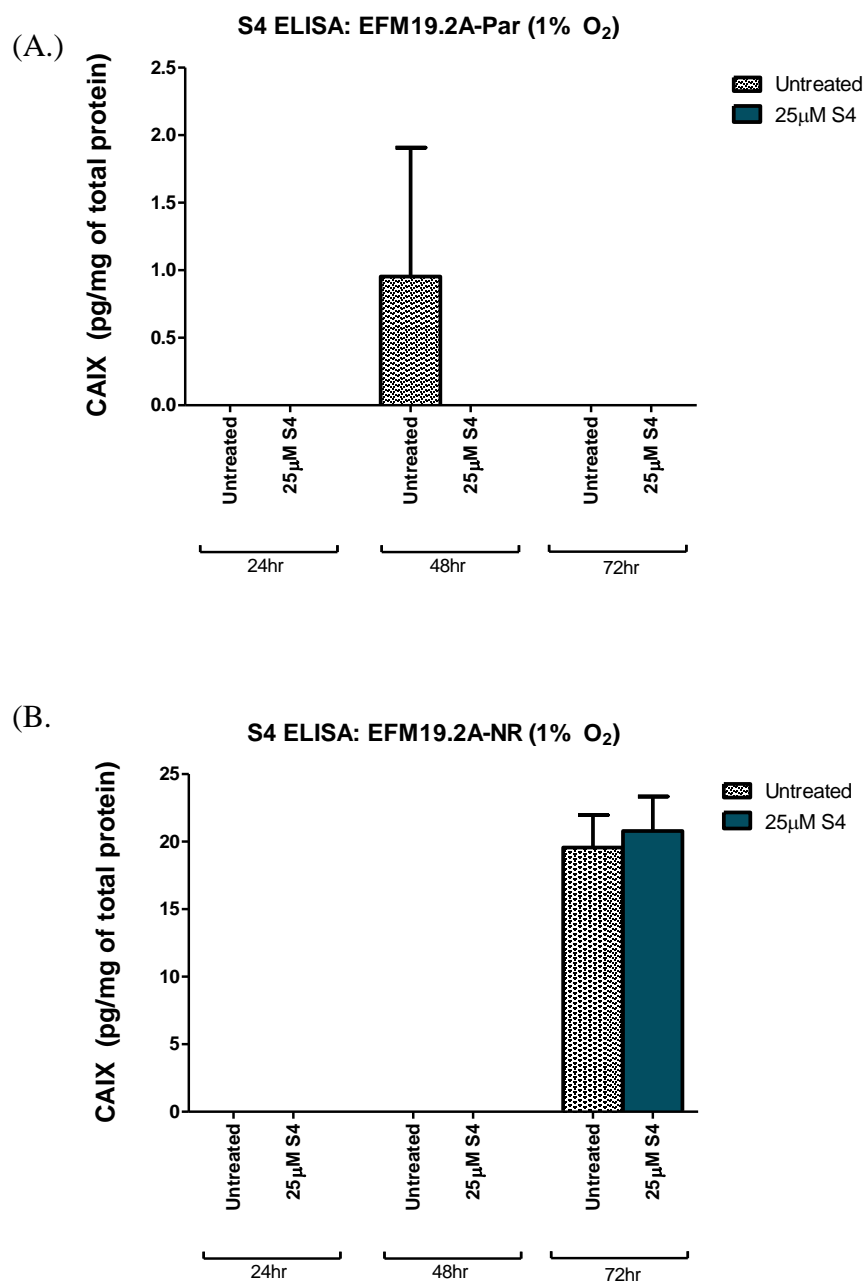 (A.)
S4 ELISA: EFM19.2A-Par (1% O₂)
CAIX (pg/mg of total protein)
2.5
2.0
1.5
1.0
0.5
0.0
Untreated
25µM S4
Untreated
25µM S4
Untreated
25µM S4
24hr
48hr
72hr
Untreated
25µM S4
(B.
S4 ELISA: EFM19.2A-NR (1% O₂)
CAIX (pg/mg of total protein)
25
20
15
10
5
0
Untreated
25µM S4
Untreated
25µM S4
Untreated
25µM S4
24hr
48hr
72hr
Untreated
25µM S4